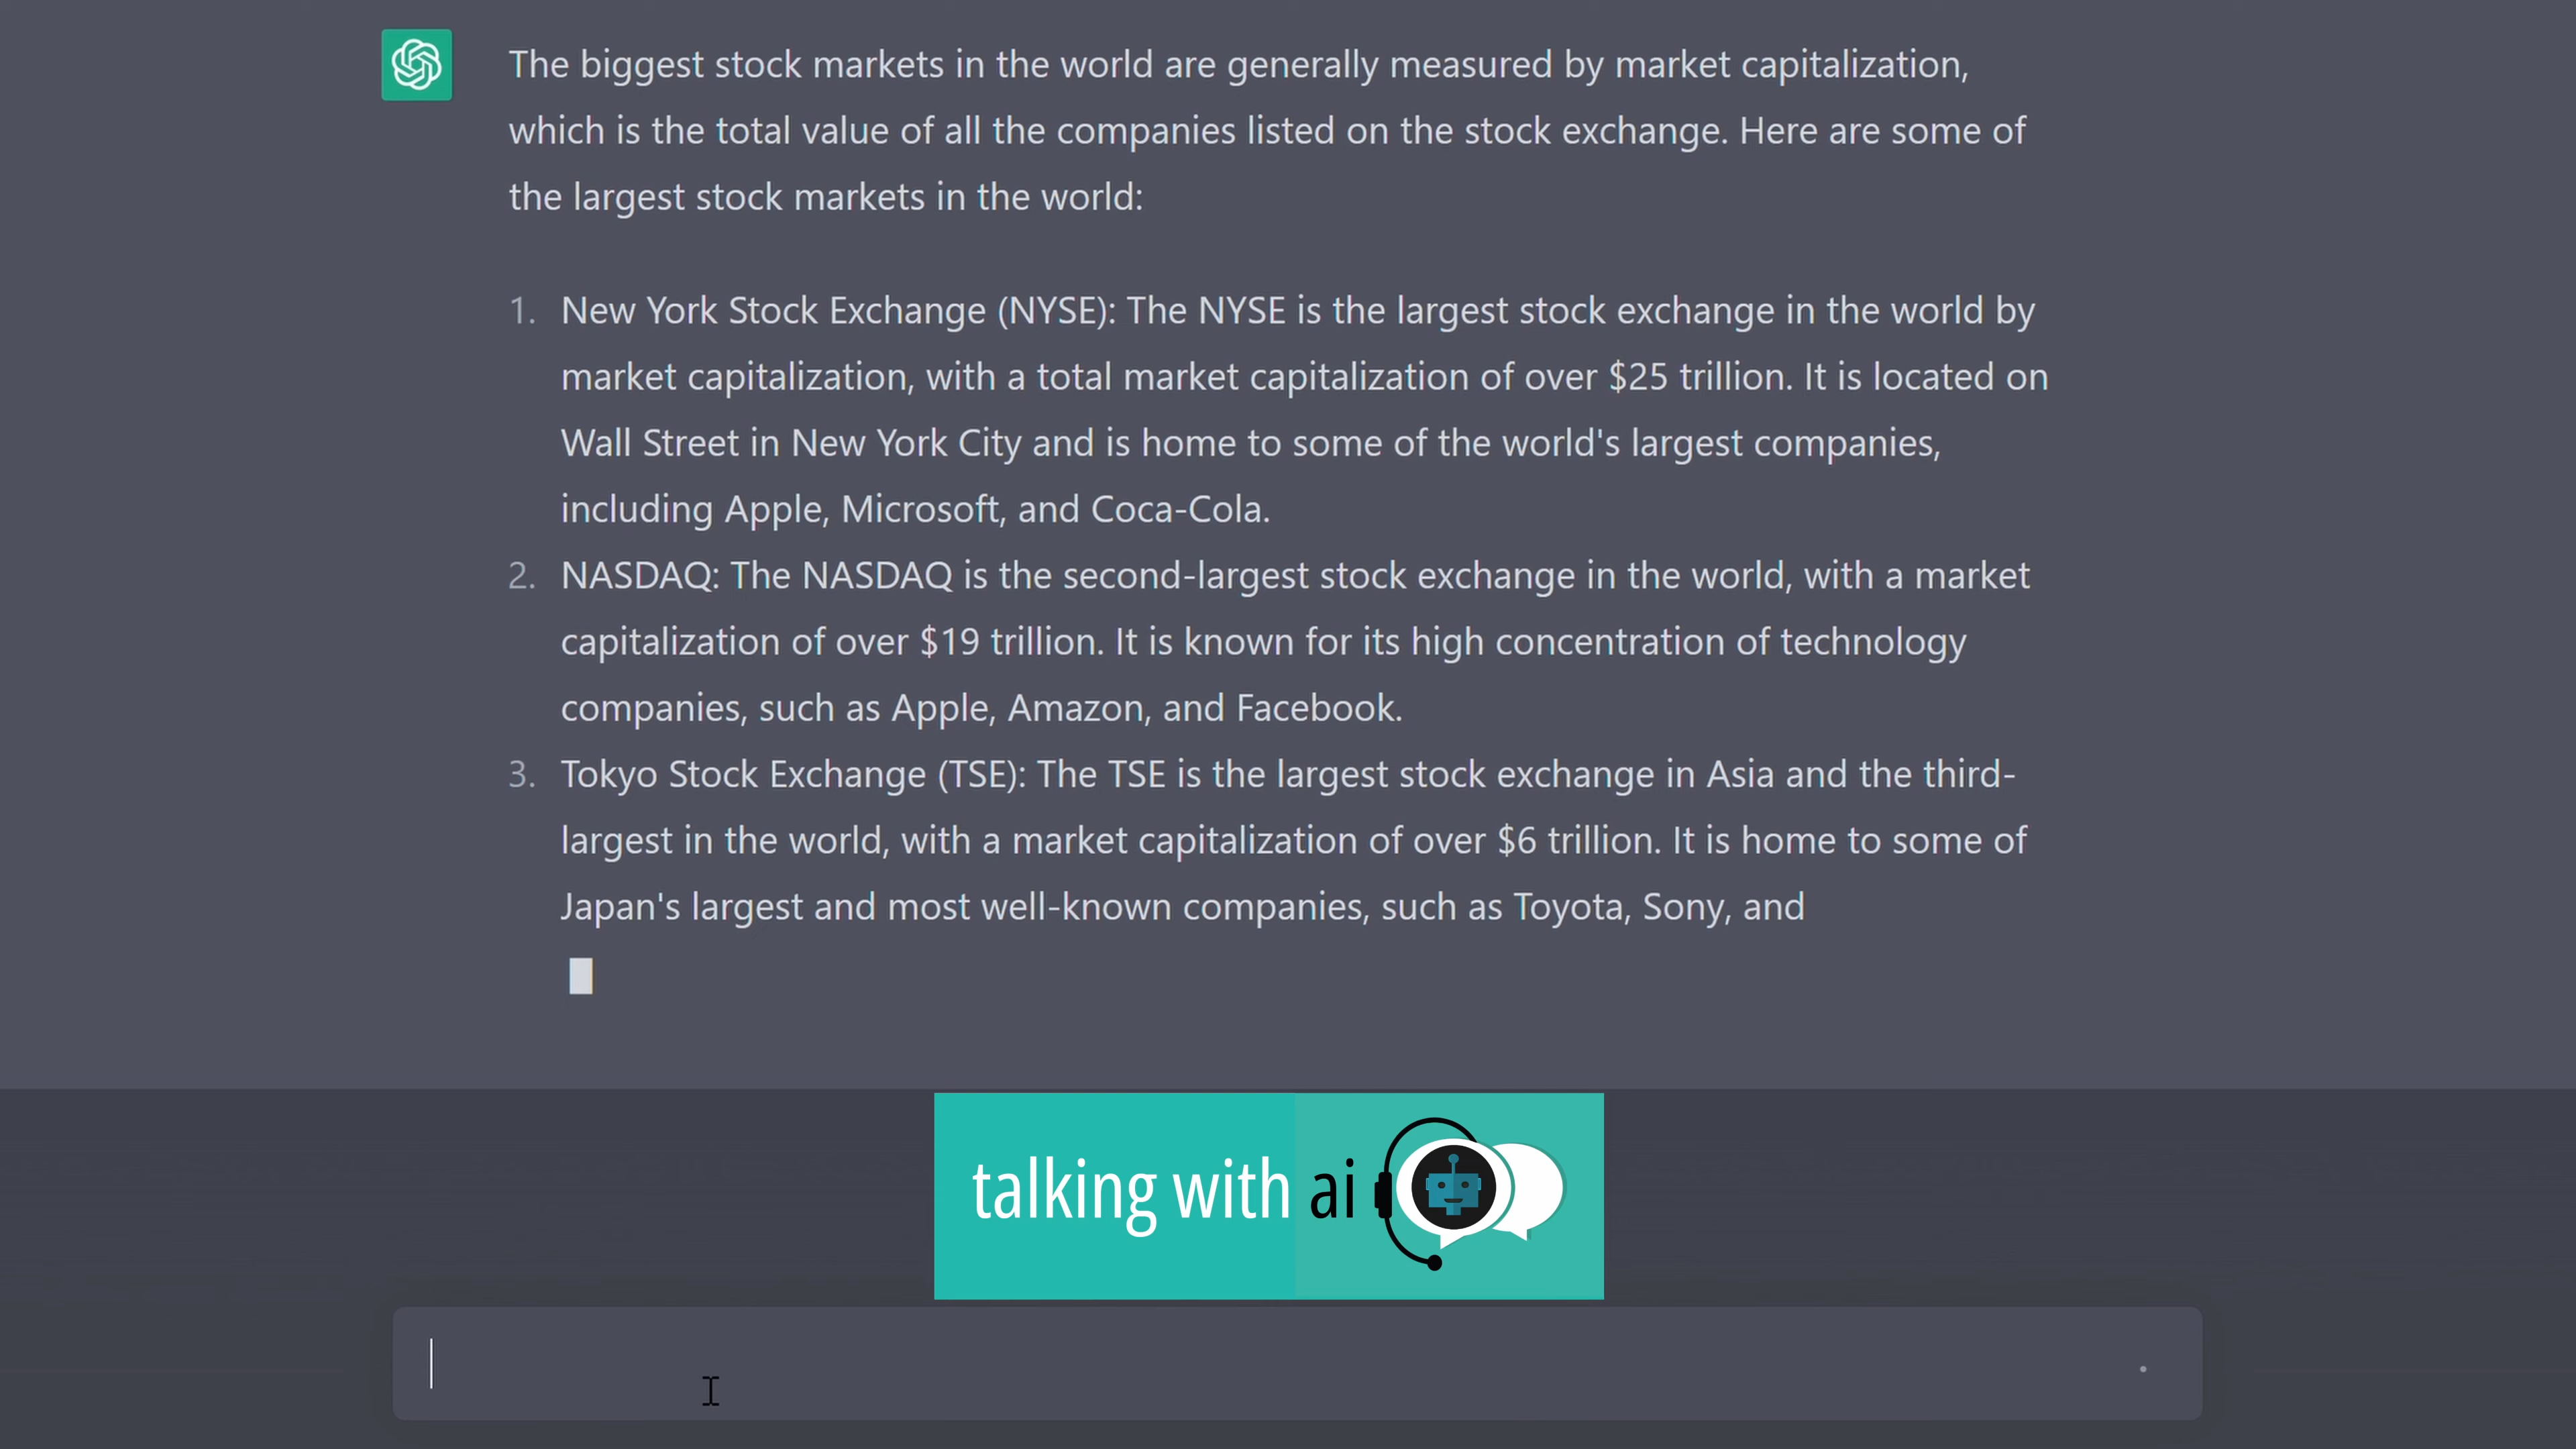 The biggest stock markets in the world are generally measured by market capitalization,
which is the total value of all the companies listed on the stock exchange. Here are some of
the largest stock markets in the world:
1. New York Stock Exchange (NYSE): The NYSE is the largest stock exchange in the world by
market capitalization, with a total market capitalization of over $25 trillion. It is located on
Wall Street in New York City and is home to some of the world's largest companies,
including Apple, Microsoft, and Coca-Cola.
2. NASDAQ: The NASDAQ is the second-largest stock exchange in the world, with a market
capitalization of over $19 trillion. It is known for its high concentration of technology
companies, such as Apple, Amazon, and Facebook.
3. Tokyo Stock Exchange (TSE): The TSE is the largest stock exchange in Asia and the third-
largest in the world, with a market capitalization of over $6 trillion. It is home to some of
Japan's largest and most well-known companies, such as Toyota, Sony, and
talking with ai